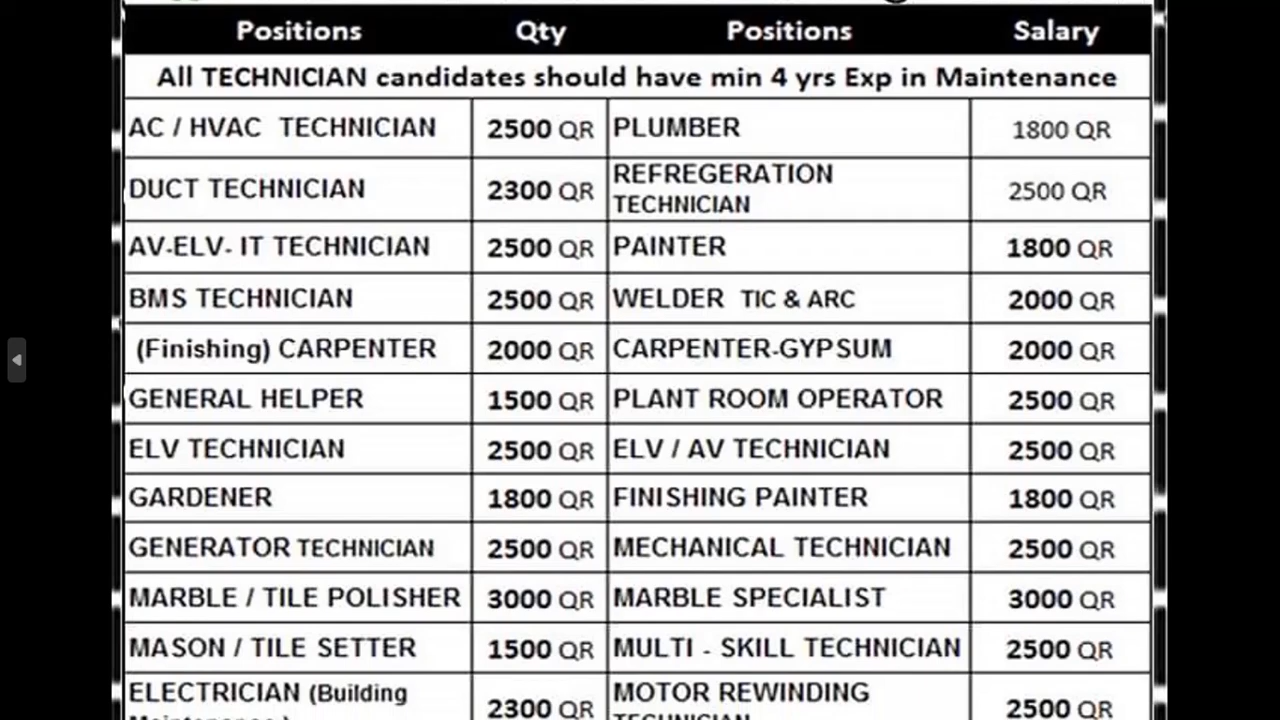 Positions Qty Positions Salary
All TECHNICIAN candidates should have min 4 yrs Exp in Maintenance
AC / HVAC TECHNICIAN 2500 QR PLUMBER 1800 QR
DUCT TECHNICIAN 2300 QR REFREGERATION TECHNICIAN 2500 QR
AV-ELV- IT TECHNICIAN 2500 QR PAINTER 1800 QR
BMS TECHNICIAN 2500 QR WELDER TIC & ARC 2000 QR
(Finishing) CARPENTER 2000 QR CARPENTER-GYPSUM 2000 QR
GENERAL HELPER 1500 QR PLANT ROOM OPERATOR 2500 QR
ELV TECHNICIAN 2500 QR ELV / AV TECHNICIAN 2500 QR
GARDENER 1800 QR FINISHING PAINTER 1800 QR
GENERATOR TECHNICIAN 2500 QR MECHANICAL TECHNICIAN 2500 QR
MARBLE / TILE POLISHER 3000 QR MARBLE SPECIALIST 3000 QR
MASON / TILE SETTER 1500 QR MULTI - SKILL TECHNICIAN 2500 QR
ELECTRICIAN (Building 2300 QR MOTOR REWINDING 2500 QR